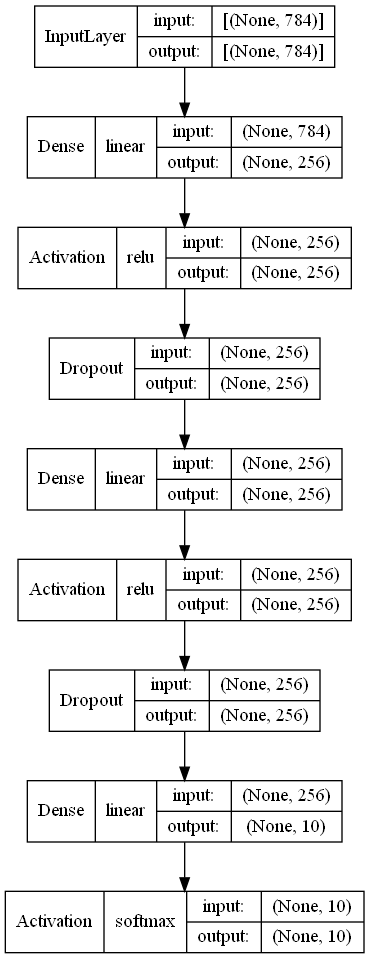 InputLayer input: [(None, 784)]
output: [(None, 784)]
Dense linear input: (None, 784)
output: (None, 256)
Activation relu input: (None, 256)
output: (None, 256)
Dropout input: (None, 256)
output: (None, 256)
Dense linear input: (None, 256)
output: (None, 256)
Activation relu input: (None, 256)
output: (None, 256)
Dropout input: (None, 256)
output: (None, 256)
Dense linear input: (None, 256)
output: (None, 10)
Activation softmax input: (None, 10)
output: (None, 10)